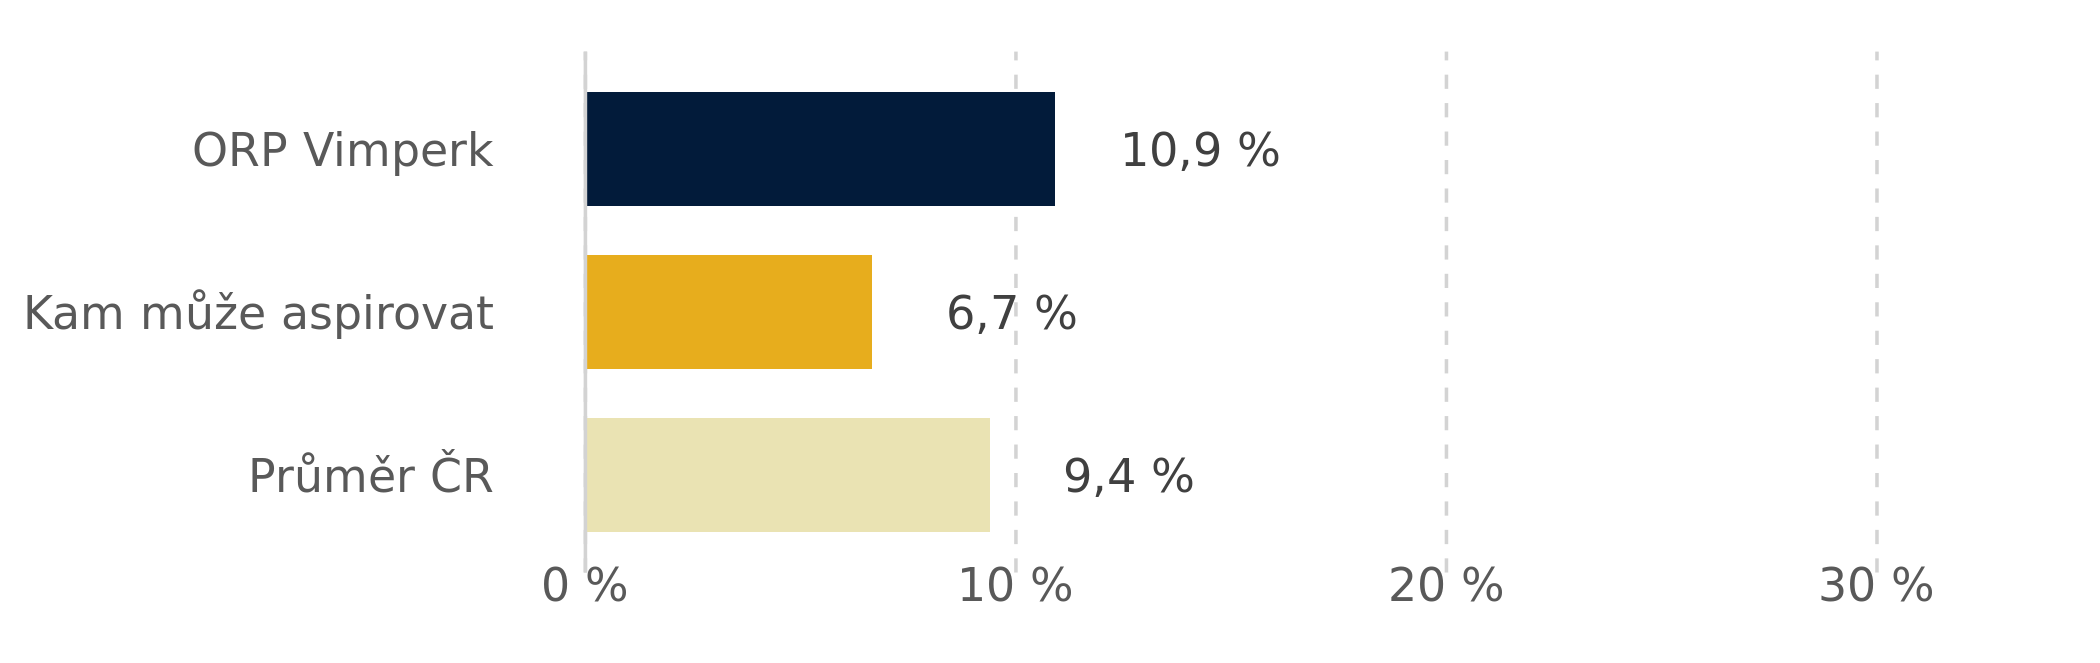 ORP Vimperk
10,9 %
Kam může aspirovat
6,7 %
Průměr ČR
9,4 %
0 %
10 %
20 %
30 %